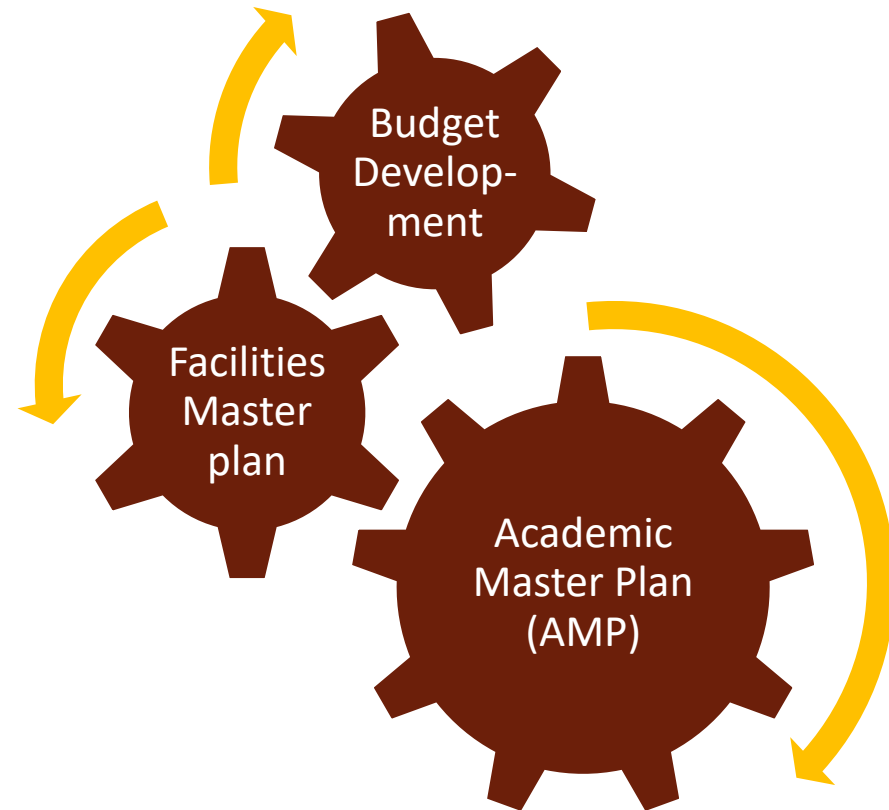 Budget
Develop-
ment
Facilities
Master
plan
Academic
Master Plan
(AMP)